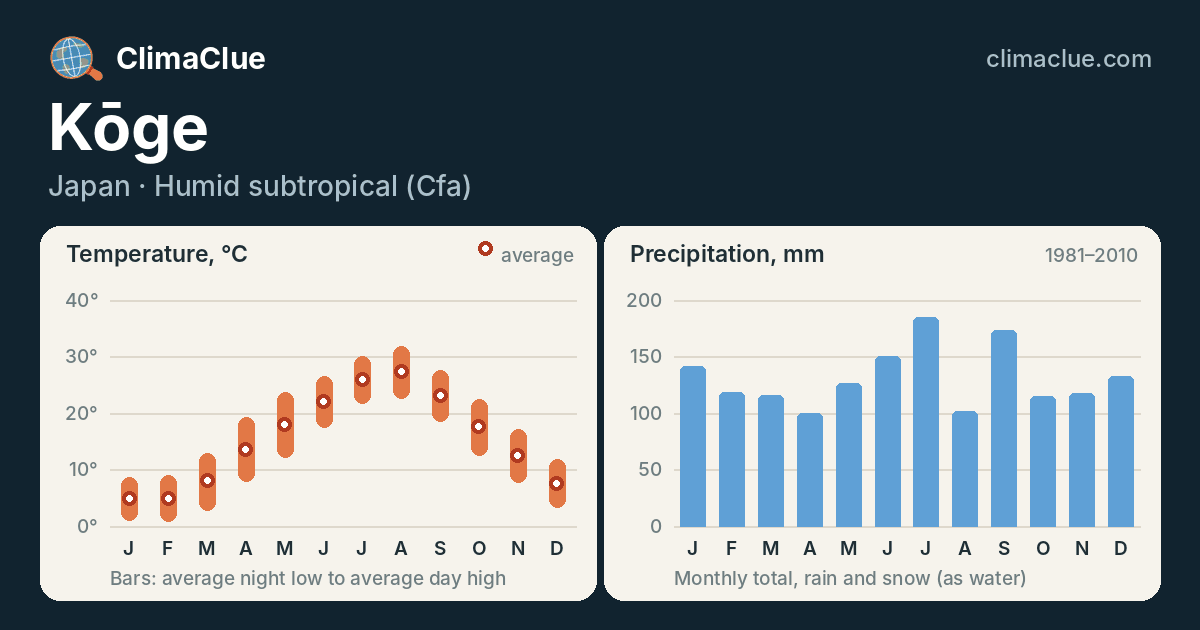 ClimaClue
climaclue.com
Kōge
Japan · Humid subtropical (Cfa)
Temperature, °C
average
40°
30°
20°
10°
0°
J F M A M J J A S O N D
Bars: average night low to average day high
Precipitation, mm
1981–2010
200
150
100
50
0
J F M A M J J A S O N D
Monthly total, rain and snow (as water)